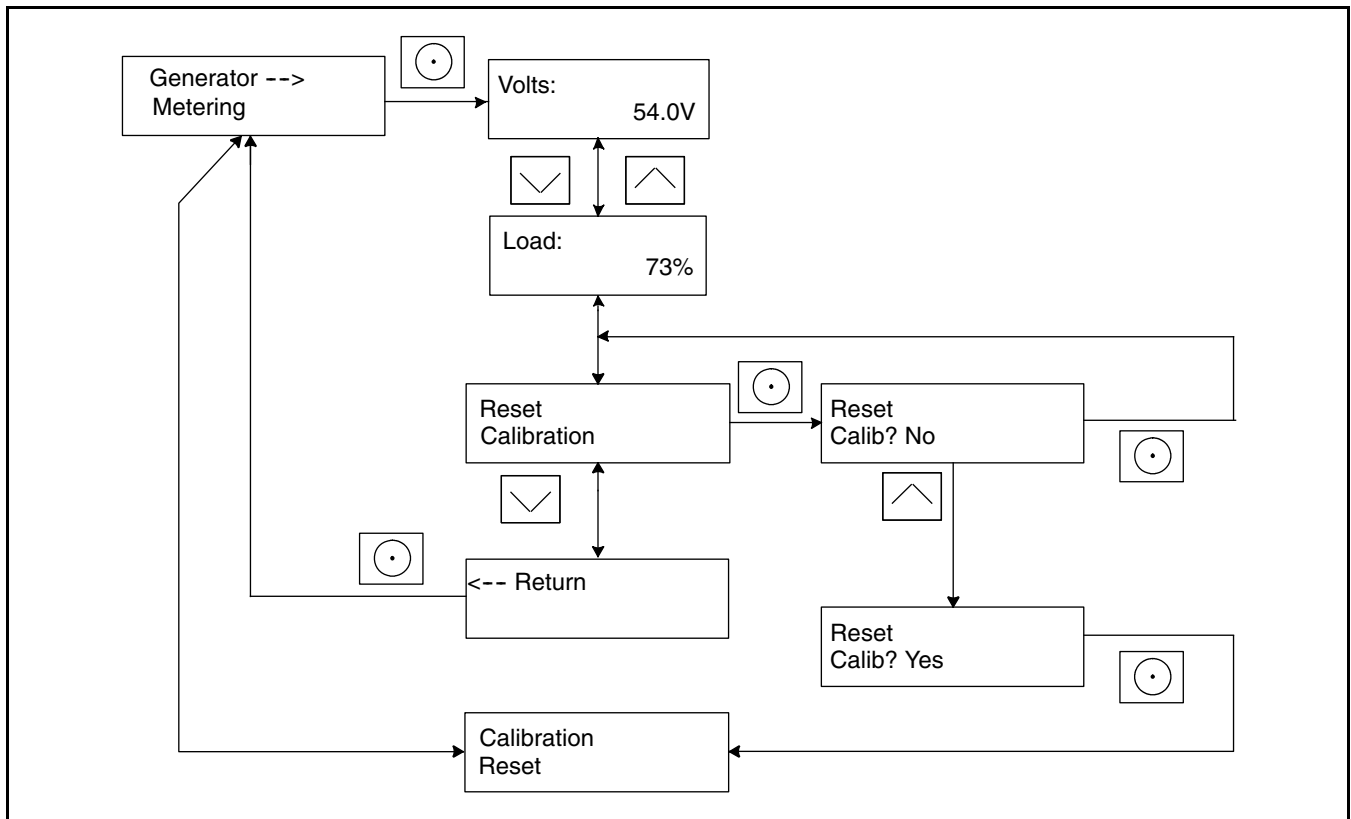 Generator -->
Metering
Volts:
54.0V
Load:
73%
Reset
Calibration
Reset
Calib? No
<-- Return
Reset
Calib? Yes
Calibration
Reset